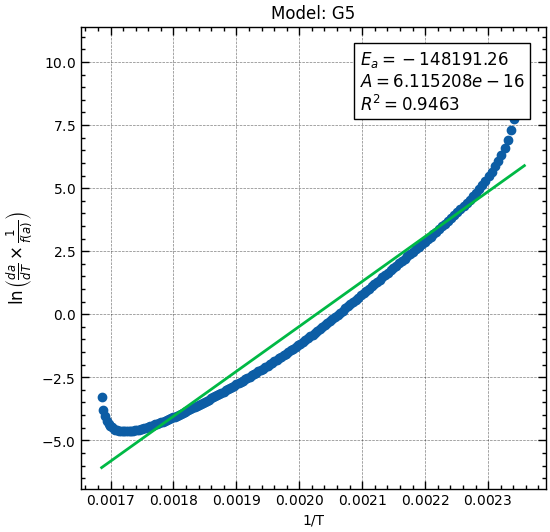 Model: G5
E_a = −148191.26
A = 6.115208e − 16
R^2 = 0.9463
ln(da/dT × 1/f(a))
10.0
7.5
5.0
2.5
0.0
−2.5
−5.0
0.0017 0.0018 0.0019 0.0020 0.0021 0.0022 0.0023
1/T